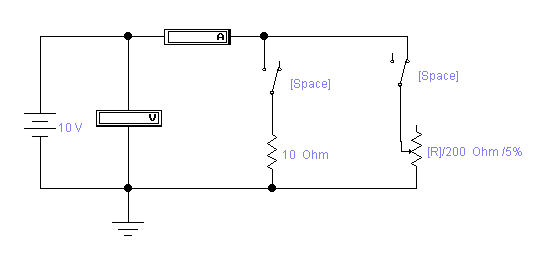 A
[Space]
[Space]
V
10 V
10 Ohm
[R]/200 Ohm /5%